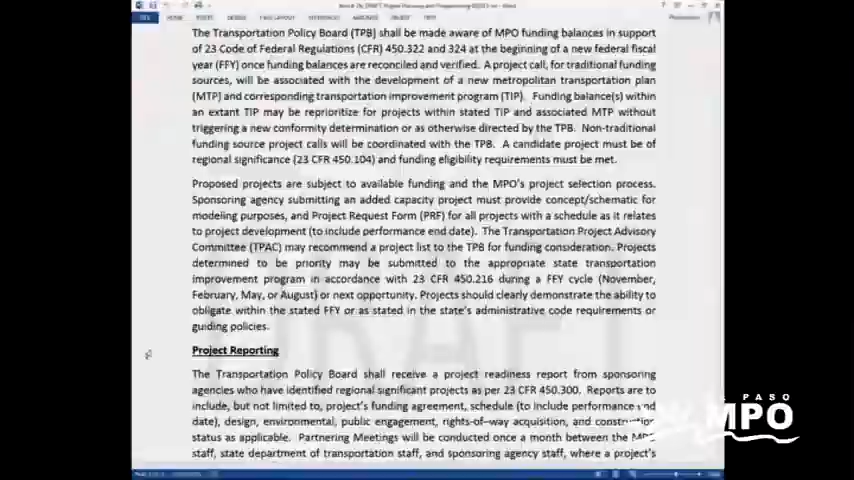 The Transportation Policy Board (TPB) shall be made aware of MPO funding balances in support
of 23 Code of Federal Regulations (CFR) 450.322 and 324 at the beginning of a new federal fiscal
year (FFY) once funding balances are reconciled and verified. A project call, for traditional funding
sources, will be associated with the development of a new metropolitan transportation plan
(MTP) and corresponding transportation improvement program (TIP). Funding balance(s) within
an extant TIP may be reprioritize for projects within stated TIP and associated MTP without
triggering a new conformity determination or as otherwise directed by the TPB. Non-traditional
funding source project calls will be coordinated with the TPB. A candidate project must be of
regional significance (23 CFR 450.104) and funding eligibility requirements must be met.
Proposed projects are subject to available funding and the MPO's project selection process.
Sponsoring agency submitting an added capacity project must provide concept/schematic for
modeling purposes, and Project Request Form (PRF) for all projects with a schedule as it relates
to project development (to include performance end date). The Transportation Project Advisory
Committee (TPAC) may recommend a project list to the TPB for funding consideration. Projects
determined to be priority may be submitted to the appropriate state transportation
improvement program in accordance with 23 CFR 450.216 during a FFY cycle (November,
February, May, or August) or next opportunity. Projects should clearly demonstrate the ability to
obligate within the stated FFY or as stated in the state's administrative code requirements or
guiding policies.
Project Reporting
The Transportation Policy Board shall receive a project readiness report from sponsoring
agencies who have identified regional significant projects as per 23 CFR 450.300. Reports are to
include, but not limited to, project's funding agreement, schedule (to include performance end
date), design, environmental, public engagement, rights-of-way acquisition, and construction
status as applicable. Partnering Meetings will be conducted once a month between the MPO
staff, state department of transportation staff, and sponsoring agency staff, where a project's
PASO
MPO
DRAFT